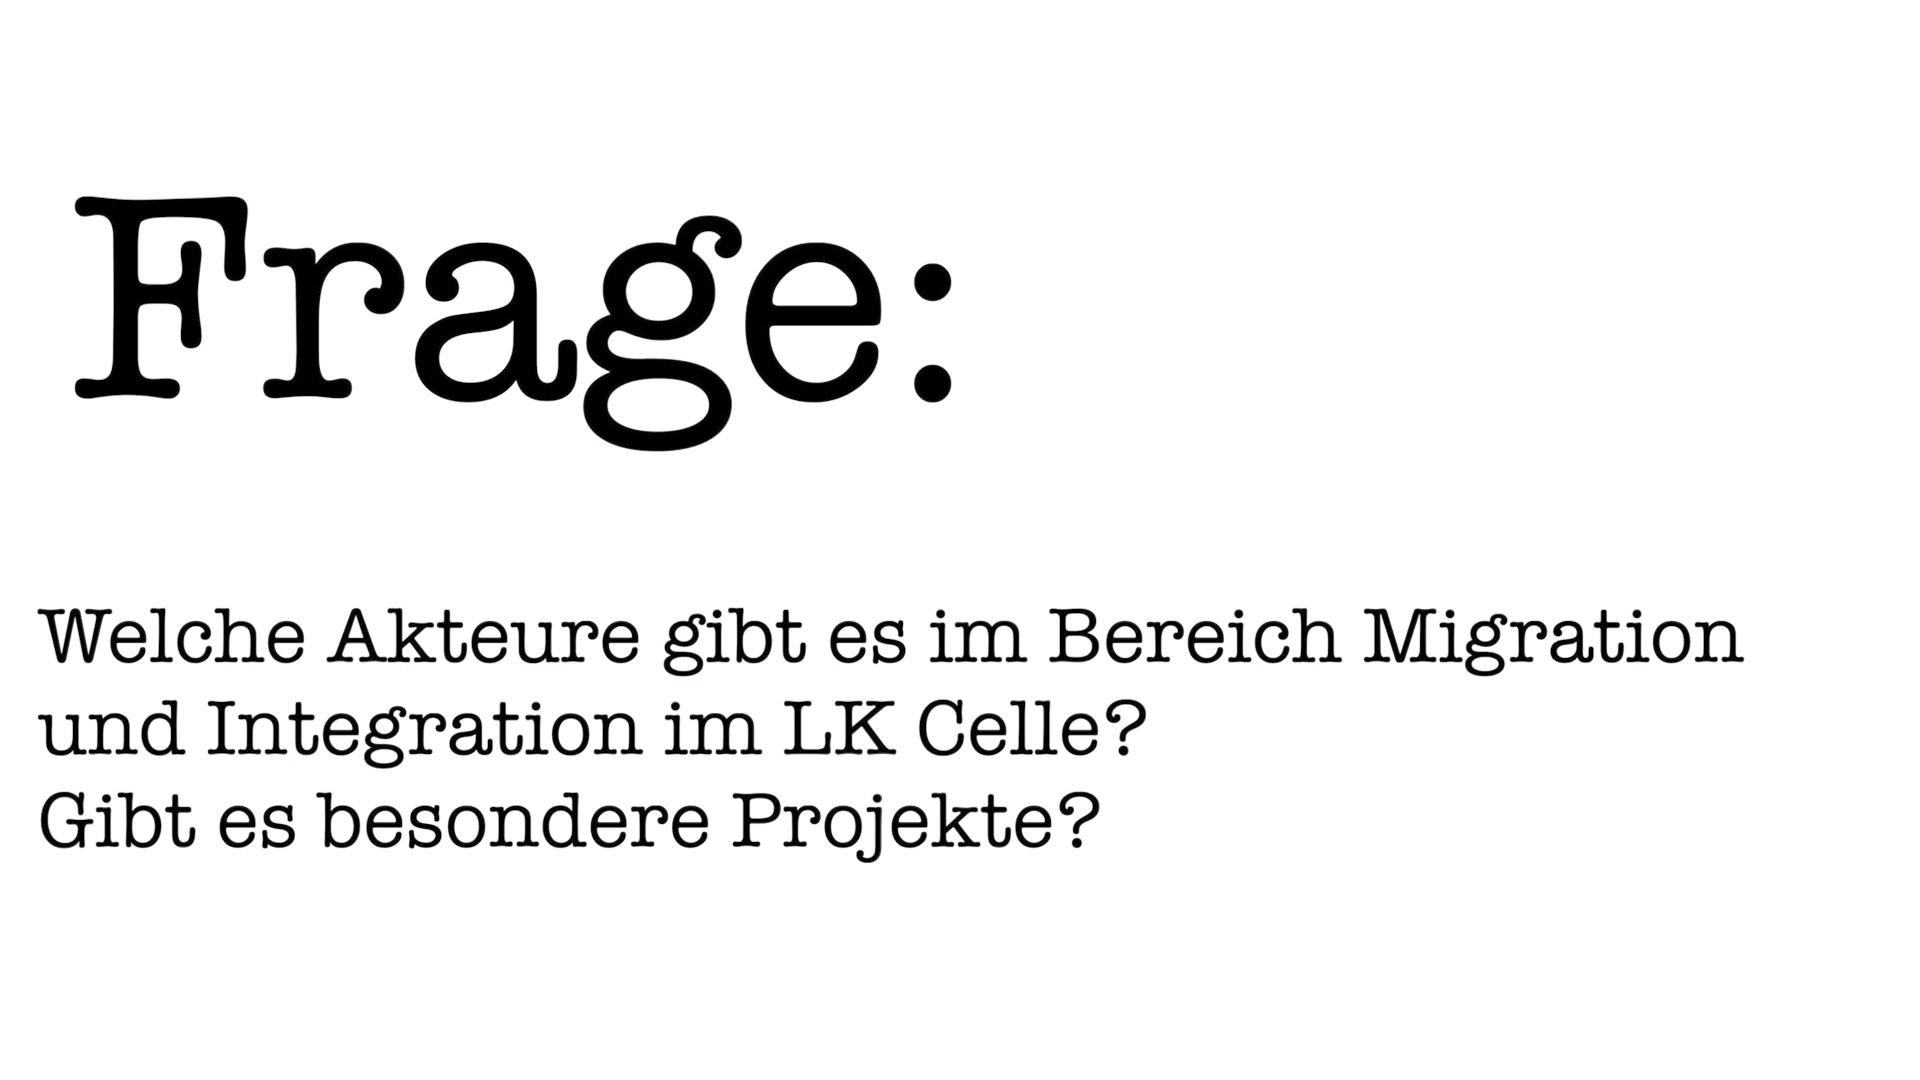 Frage:
Welche Akteure gibt es im Bereich Migration
und Integration im LK Celle?
Gibt es besondere Projekte?